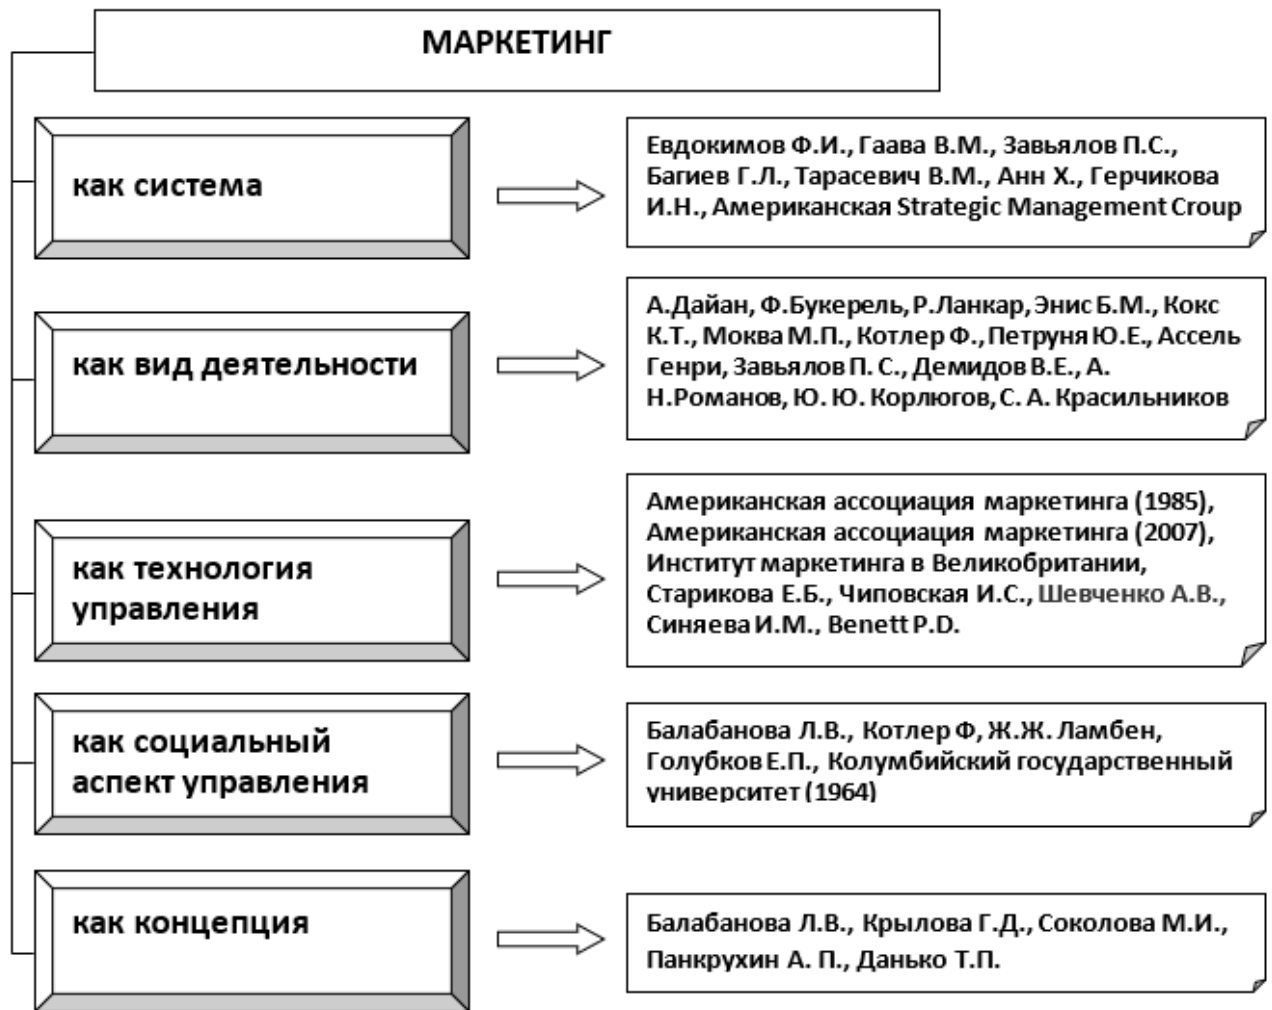 МАРКЕТИНГ
как система
Евдокимов Ф.И., Гаава В.М., Завьялов П.С.,
Багиев Г.Л., Тарасевич В.М., Анн Х., Герчикова
И.Н., Американская Strategic Management Croup
как вид деятельности
А.Дайан, Ф.Букерель, Р.Ланкар, Энис Б.М., Кокс
К.Т., Моква М.П., Котлер Ф., Петруня Ю.Е., Ассель
Генри, Завьялов П. С., Демидов В.Е., А.
Н.Романов, Ю. Ю. Корлюгов, С. А. Красильников
как технология
управления
Американская ассоциация маркетинга (1985),
Американская ассоциация маркетинга (2007),
Институт маркетинга в Великобритании,
Старикова Е.Б., Чиповская И.С., Шевченко А.В.,
Синяева И.М., Benett P.D.
как социальный
аспект управления
Балабанова Л.В., Котлер Ф, Ж.Ж. Ламбен,
Голубков Е.П., Колумбийский государственный
университет (1964)
как концепция
Балабанова Л.В., Крылова Г.Д., Соколова М.И.,
Панкрухин А. П., Данько Т.П.